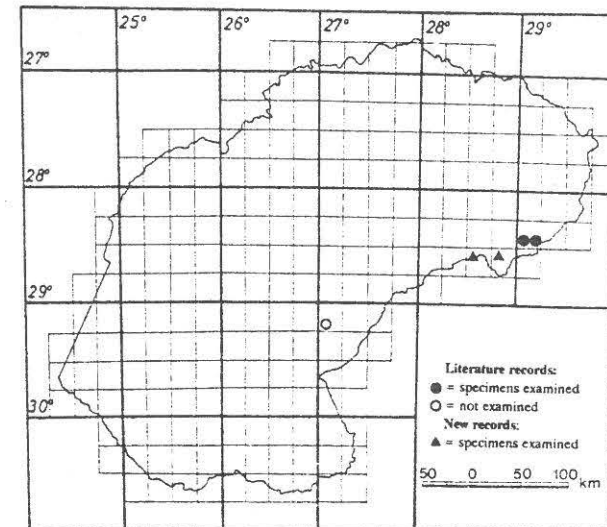 25° 26° 27° 28° 29°
27°
28°
29°
30°
Literature records:
● = specimens examined
○ = not examined
New records:
▲ = specimens examined
50 0 50 100 km